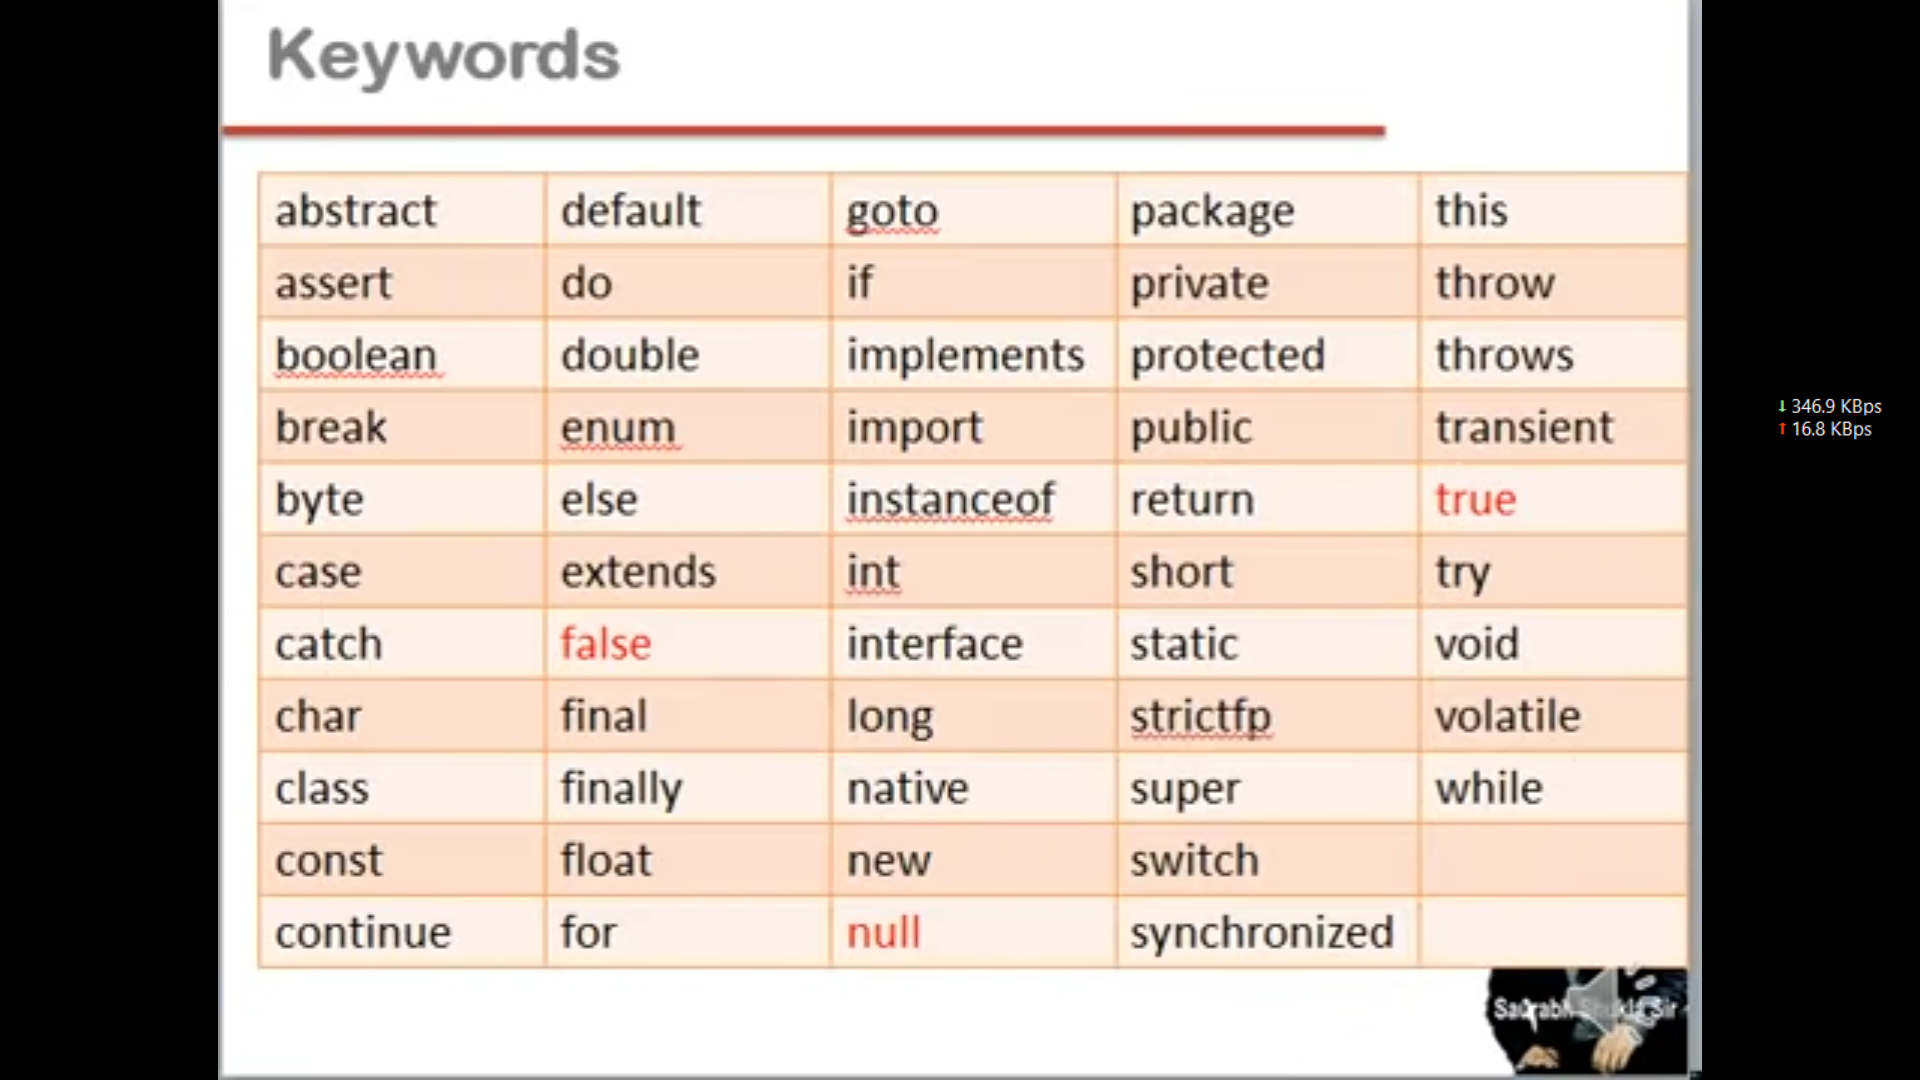 Keywords
abstract default goto package this
assert do if private throw
boolean double implements protected throws
break enum import public transient
byte else instanceof return true
case extends int short try
catch false interface static void
char final long strictfp volatile
class finally native super while
const float new switch
continue for null synchronized
↓ 346.9 KBps
↑ 16.8 KBps
Saurabh Shukla Sir